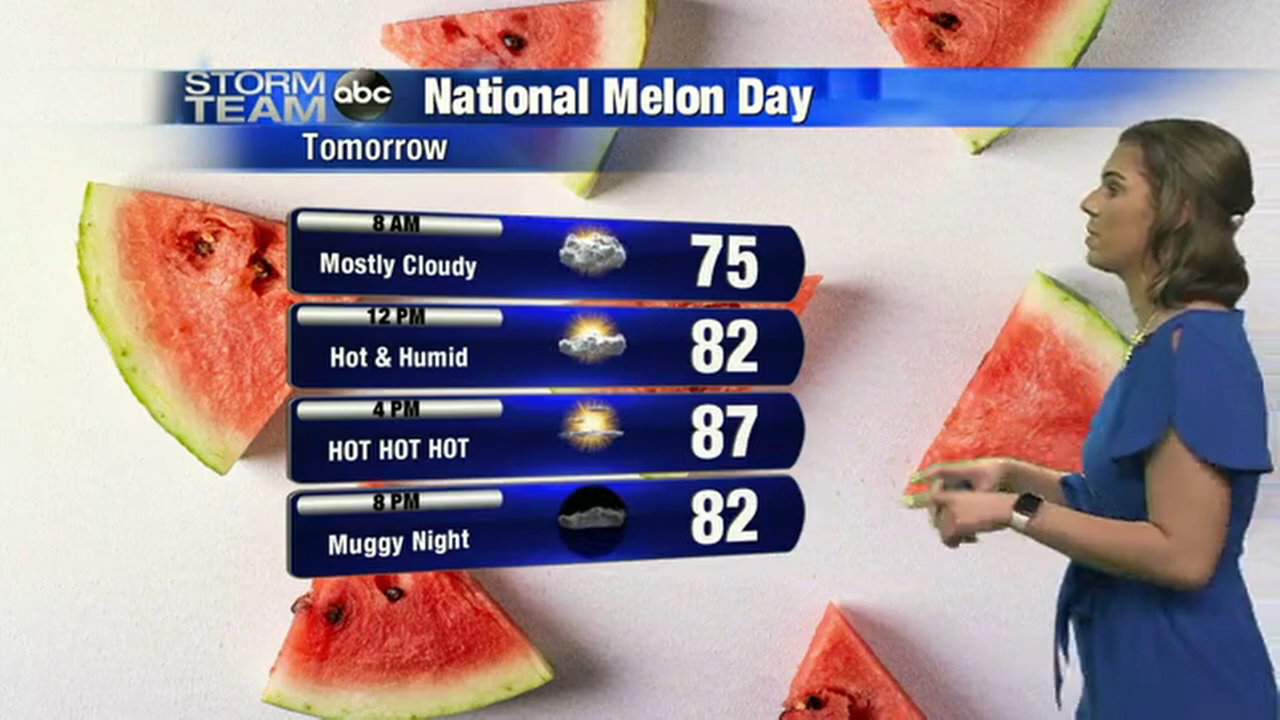 STORM TEAM abc National Melon Day
Tomorrow
8 AM
Mostly Cloudy
75
12 PM
Hot & Humid
82
4 PM
HOT HOT HOT
87
8 PM
Muggy Night
82